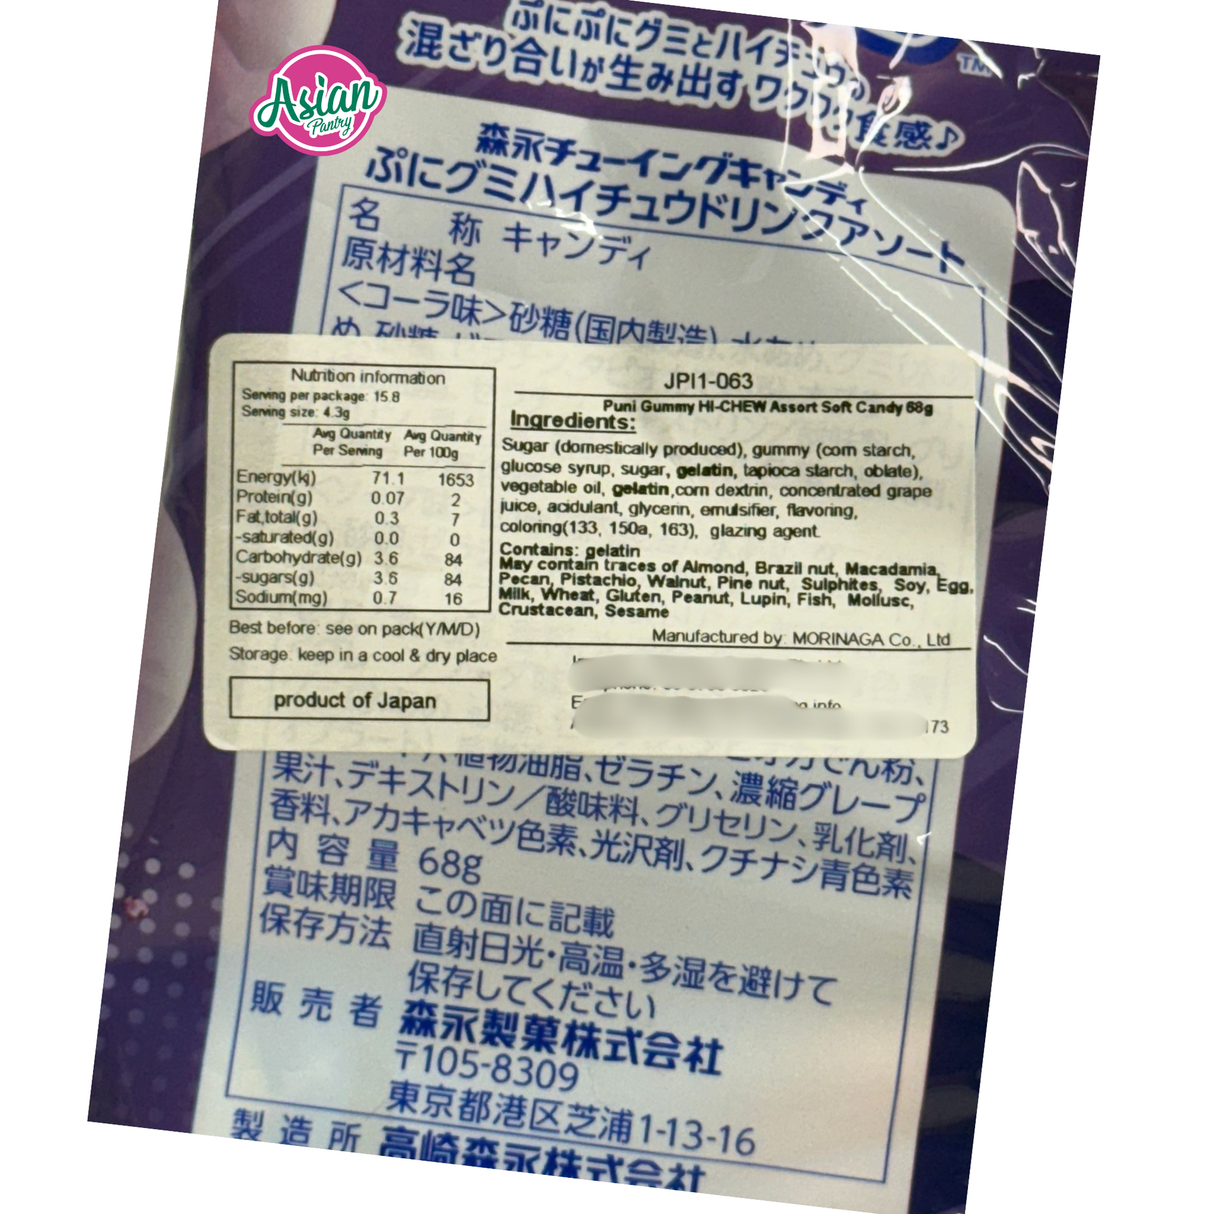 Asian
Pantry
ぷにぷにグミとハイチュウの
混ざり合いが生み出す ワクワク食感♪
TM
森永チューイングキャンディ
ぷにグミハイチュウドリンクアソート
名 称 キャンディ
原材料名
<コーラ味>砂糖(国内製造)、水あめ、
め、砂糖、
Nutrition information
Serving per package: 15.8
Serving size: 4.3g
Avg Quantity Avg Quantity
Per Serving Per 100g
Energy(kj) 71.1 1653
Protein(g) 0.07 2
Fat,total(g) 0.3 7
-saturated(g) 0.0 0
Carbohydrate(g) 3.6 84
-sugars(g) 3.6 84
Sodium(mg) 0.7 16
Best before: see on pack(Y/M/D)
Storage: keep in a cool & dry place
product of Japan
JPI1-063
Puni Gummy HI-CHEW Assort Soft Candy 68g
Ingredients:
Sugar (domestically produced), gummy (corn starch,
glucose syrup, sugar, gelatin, tapioca starch, oblate),
vegetable oil, gelatin,corn dextrin, concentrated grape
juice, acidulant, glycerin, emulsifier, flavoring,
coloring(133, 150a, 163), glazing agent.
Contains: gelatin
May contain traces of Almond, Brazil nut, Macadamia,
Pecan, Pistachio, Walnut, Pine nut, Sulphites, Soy, Egg,
Milk, Wheat, Gluten, Peanut, Lupin, Fish, Mollusc,
Crustacean, Sesame
Manufactured by: MORINAGA Co., Ltd
info
173
でん粉、
植物油脂、ゼラチン、濃縮グレープ
果汁、デキストリン/酸味料、グリセリン、乳化剤、
香料、アカキャベツ色素、光沢剤、クチナシ青色素
内容量 68g
賞味期限 この面に記載
保存方法 直射日光・高温・多湿を避けて
保存してください
販売者 森永製菓株式会社
〒105-8309
東京都港区芝浦1-13-16
製造所 高崎森永株式会社